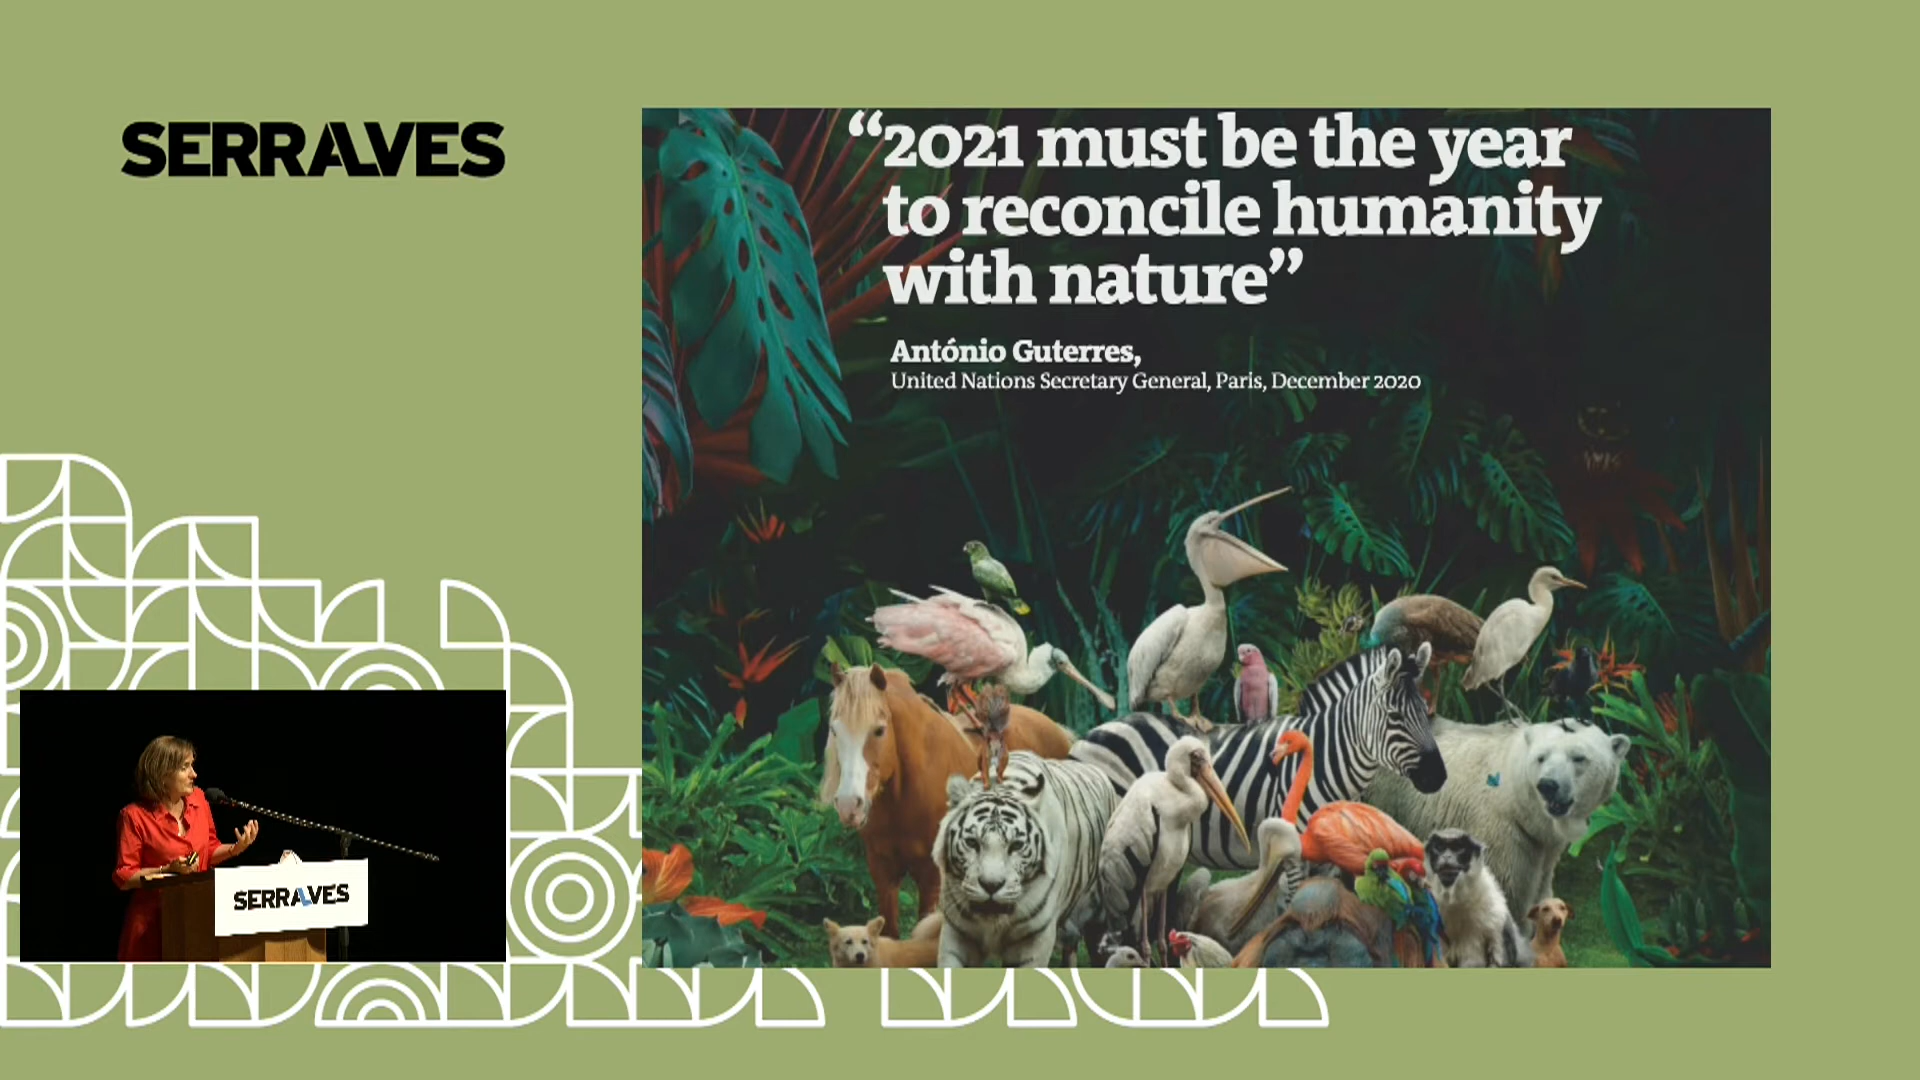 SERRALVES
“2021 must be the year
to reconcile humanity
with nature”
António Guterres,
United Nations Secretary General, Paris, December 2020
SERRALVES